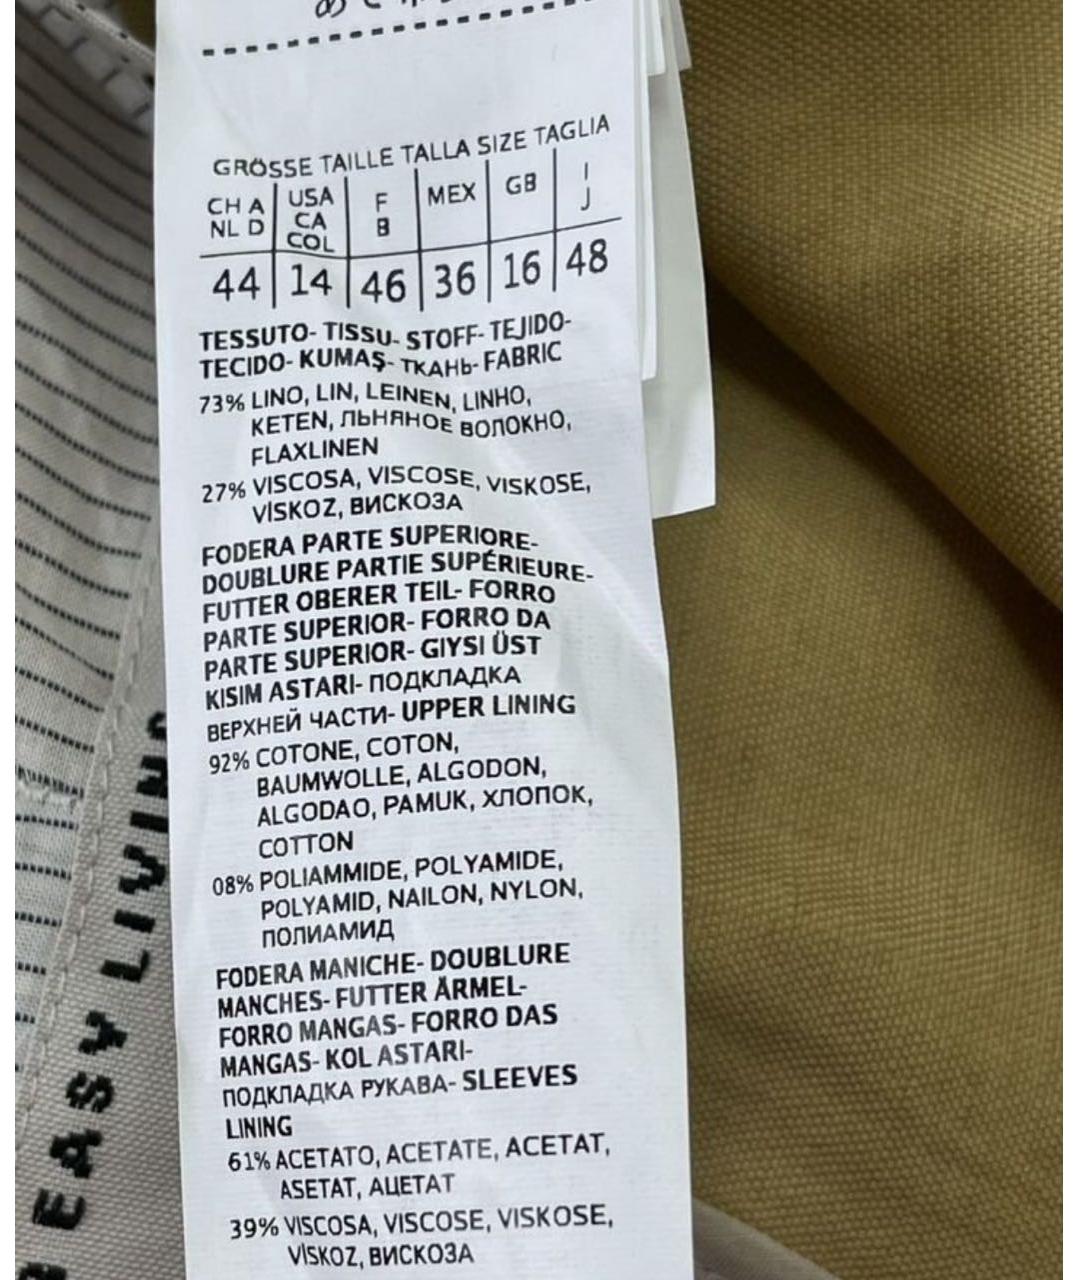 GRÖSSE TAILLE TALLA SIZE TAGLIA
CH A NL D USA CA COL F B MEX GB I J
44 14 46 36 16 48
TESSUTO- TISSU- STOFF- TEJIDO-
TECIDO- KUMAŞ- ТКАНЬ- FABRIC
73% LINO, LIN, LEINEN, LINHO,
KETEN, ЛЬНЯНОЕ ВОЛОКНО,
FLAXLINEN
27% VISCOSA, VISCOSE, VISKOSE,
VİSKOZ, ВИСКОЗА
FODERA PARTE SUPERIORE-
DOUBLURE PARTIE SUPÉRIEURE-
FUTTER OBERER TEIL- FORRO
PARTE SUPERIOR- FORRO DA
PARTE SUPERIOR- GIYSI ÜST
KISIM ASTARI- ПОДКЛАДКА
ВЕРХНЕЙ ЧАСТИ- UPPER LINING
92% COTONE, COTON,
BAUMWOLLE, ALGODON,
ALGODAO, PAMUK, ХЛОПОК,
COTTON
08% POLIAMMIDE, POLYAMIDE,
POLYAMID, NAILON, NYLON,
ПОЛИАМИД
FODERA MANICHE- DOUBLURE
MANCHES- FUTTER ÄRMEL-
FORRO MANGAS- FORRO DAS
MANGAS- KOL ASTARI-
ПОДКЛАДКА РУКАВА- SLEEVES
LINING
61% ACETATO, ACETATE, ACETAT,
ASETAT, АЦЕТАТ
39% VISCOSA, VISCOSE, VISKOSE,
VİSKOZ, ВИСКОЗА
EASY LIVING